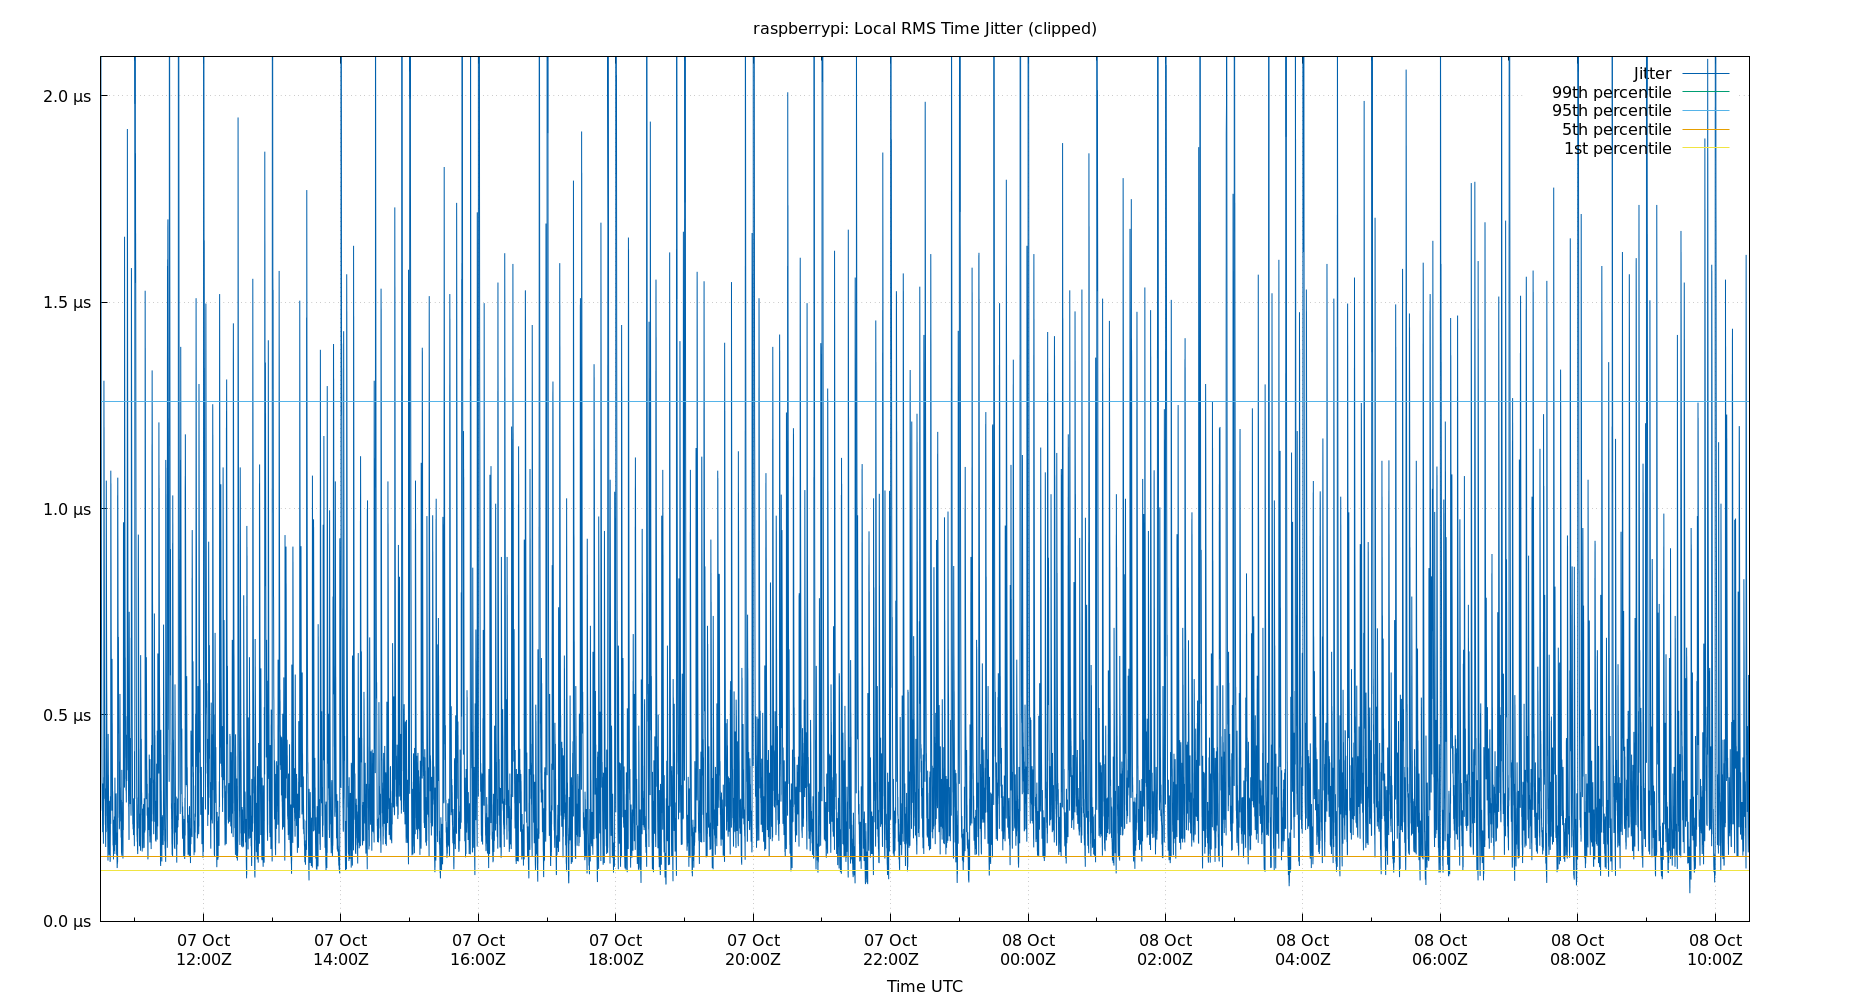 raspberrypi: Local RMS Time Jitter (clipped)
2.0 µs
1.5 µs
1.0 µs
0.5 µs
0.0 µs
Jitter
99th percentile
95th percentile
5th percentile
1st percentile
07 Oct 07 Oct 07 Oct 07 Oct 07 Oct 07 Oct 08 Oct 08 Oct 08 Oct 08 Oct 08 Oct 08 Oct
12:00Z 14:00Z 16:00Z 18:00Z 20:00Z 22:00Z 00:00Z 02:00Z 04:00Z 06:00Z 08:00Z 10:00Z
Time UTC